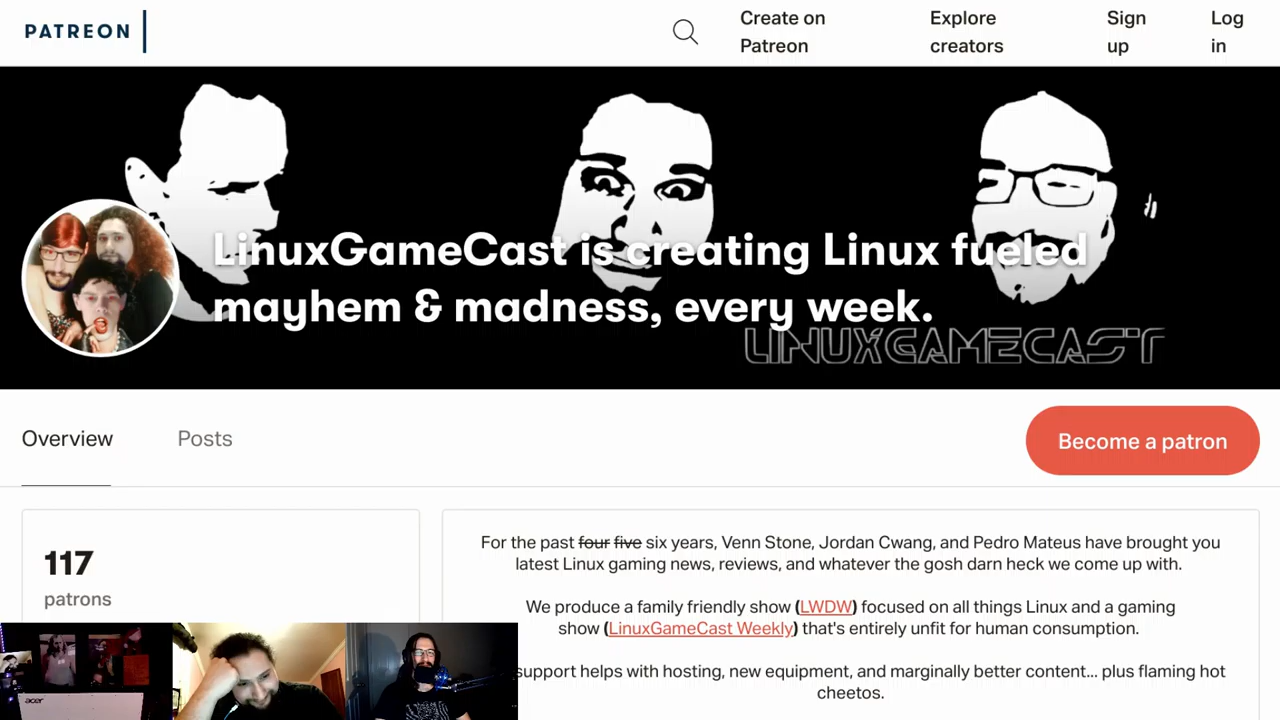 PATREON
Create on
Patreon
Explore
creators
Sign
up
Log
in
LinuxGameCast is creating Linux fueled
mayhem & madness, every week.
LINUXGAMECAST
Overview
Posts
Become a patron
117
patrons
For the past four five six years, Venn Stone, Jordan Cwang, and Pedro Mateus have brought you
latest Linux gaming news, reviews, and whatever the gosh darn heck we come up with.
We produce a family friendly show (LWDW) focused on all things Linux and a gaming
show (LinuxGameCast Weekly) that's entirely unfit for human consumption.
support helps with hosting, new equipment, and marginally better content... plus flaming hot
cheetos.
acer